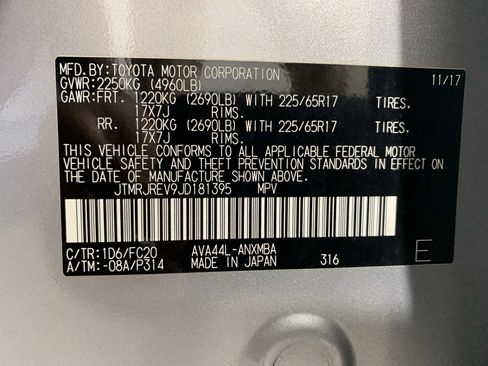 MFD.BY:TOYOTA MOTOR CORPORATION 11/17
GVWR:2250KG (4960LB)
GAWR:FRT. 1220KG (2690LB) WITH 225/65R17 TIRES.
17X7J RIMS.
RR. 1220KG (2690LB) WITH 225/65R17 TIRES.
17X7J RIMS.
THIS VEHICLE CONFORMS TO ALL APPLICABLE FEDERAL MOTOR
VEHICLE SAFETY AND THEFT PREVENTION STANDARDS IN EFFECT ON
THE DATE OF MANUFACTURE SHOWN ABOVE.
JTMRJREV9JD181395 MPV
C/TR:1D6/FC20 AVA44L-ANXMBA
A/TM:-08A/P314 MADE IN JAPAN 316 E